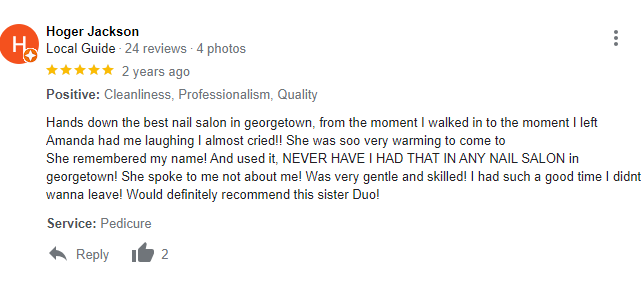 H
Hoger Jackson
Local Guide · 24 reviews · 4 photos
2 years ago
Positive: Cleanliness, Professionalism, Quality
Hands down the best nail salon in georgetown, from the moment I walked in to the moment I left
Amanda had me laughing I almost cried!! She was soo very warming to come to
She remembered my name! And used it, NEVER HAVE I HAD THAT IN ANY NAIL SALON in
georgetown! She spoke to me not about me! Was very gentle and skilled! I had such a good time I didnt
wanna leave! Would definitely recommend this sister Duo!
Service: Pedicure
Reply 2